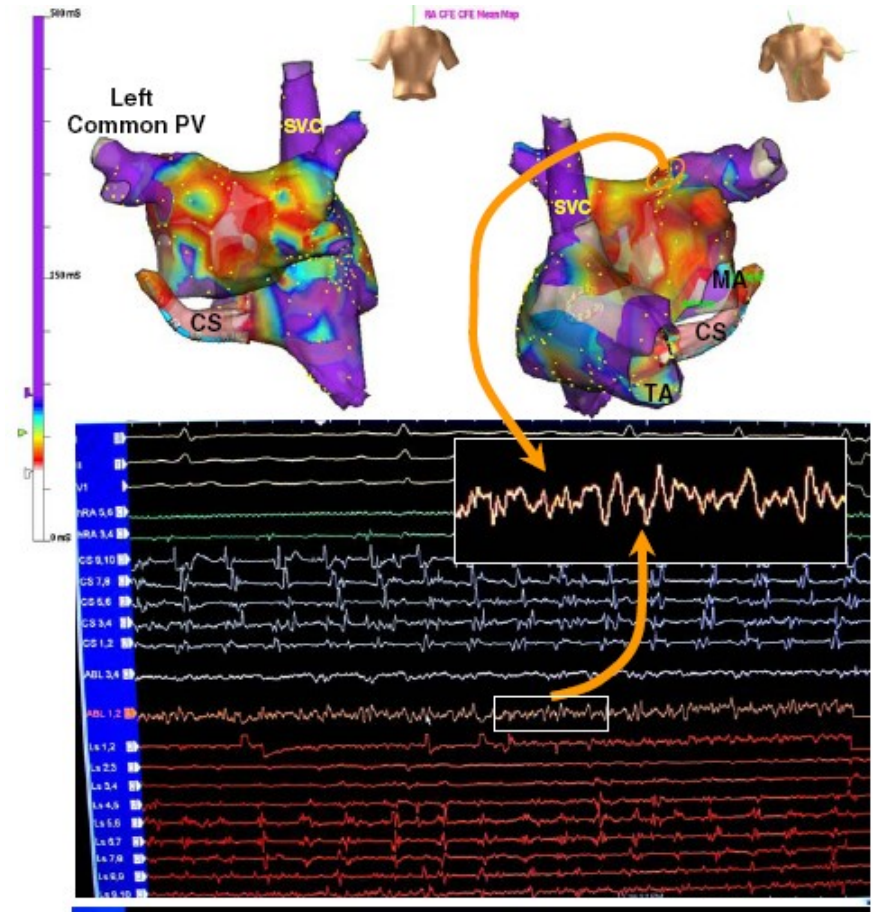 500 mS
RA CFE CFE Mean Map
Left
Common PV
SVC
SVC
250 mS
MA
CS
CS
TA
0 mS
I
II
V1
hRA 5,6
hRA 3,4
CS 9,10
CS 7,8
CS 5,6
CS 3,4
CS 1,2
ABL 3,4
ABL 1,2
Ls 1,2
Ls 2,3
Ls 3,4
Ls 4,5
Ls 5,6
Ls 6,7
Ls 7,8
Ls 8,9
Ls 9,10